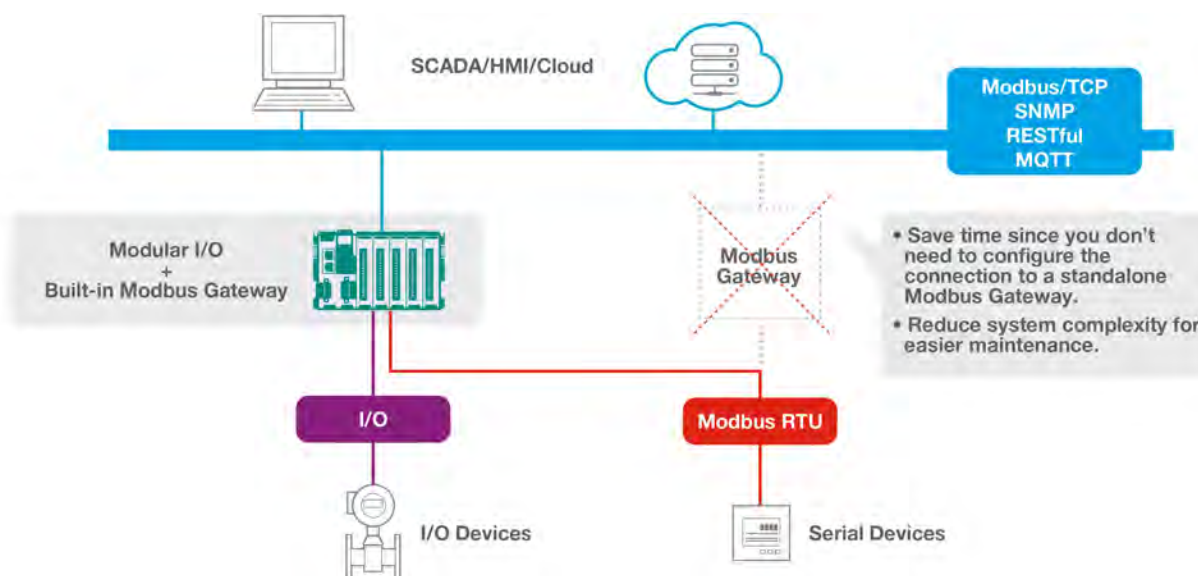 SCADA/HMI/Cloud
Modbus/TCP
SNMP
RESTful
MQTT
Modular I/O
+
Built-in Modbus Gateway
Modbus
Gateway
• Save time since you don't
need to configure the
connection to a standalone
Modbus Gateway.
• Reduce system complexity for
easier maintenance.
I/O
Modbus RTU
I/O Devices
Serial Devices